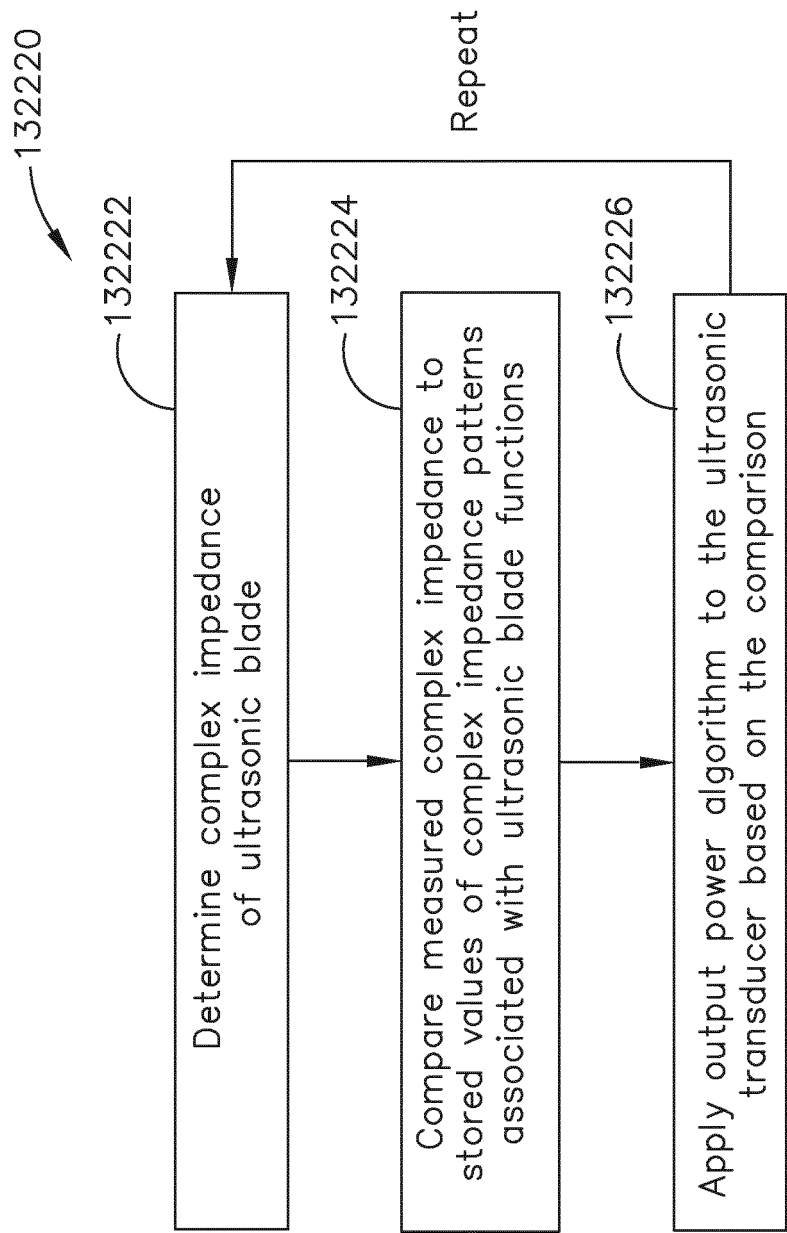 132220
132222
Determine complex impedance
of ultrasonic blade
132224
Compare measured complex impedance to
stored values of complex impedance patterns
associated with ultrasonic blade functions
132226
Apply output power algorithm to the ultrasonic
transducer based on the comparison
Repeat